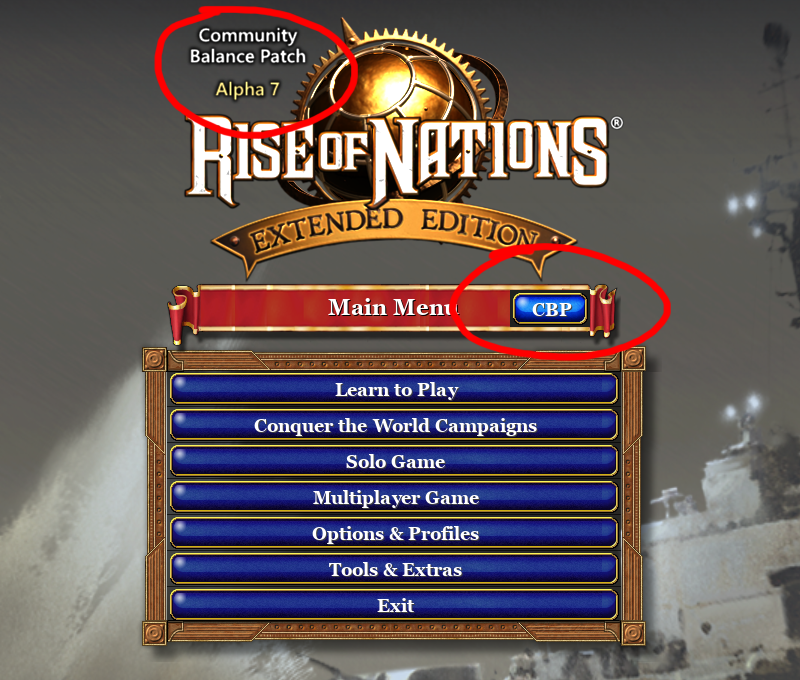 Community
Balance Patch
Alpha 7
RISE OF NATIONS®
EXTENDED EDITION
Main Menu
CBP
Learn to Play
Conquer the World Campaigns
Solo Game
Multiplayer Game
Options & Profiles
Tools & Extras
Exit